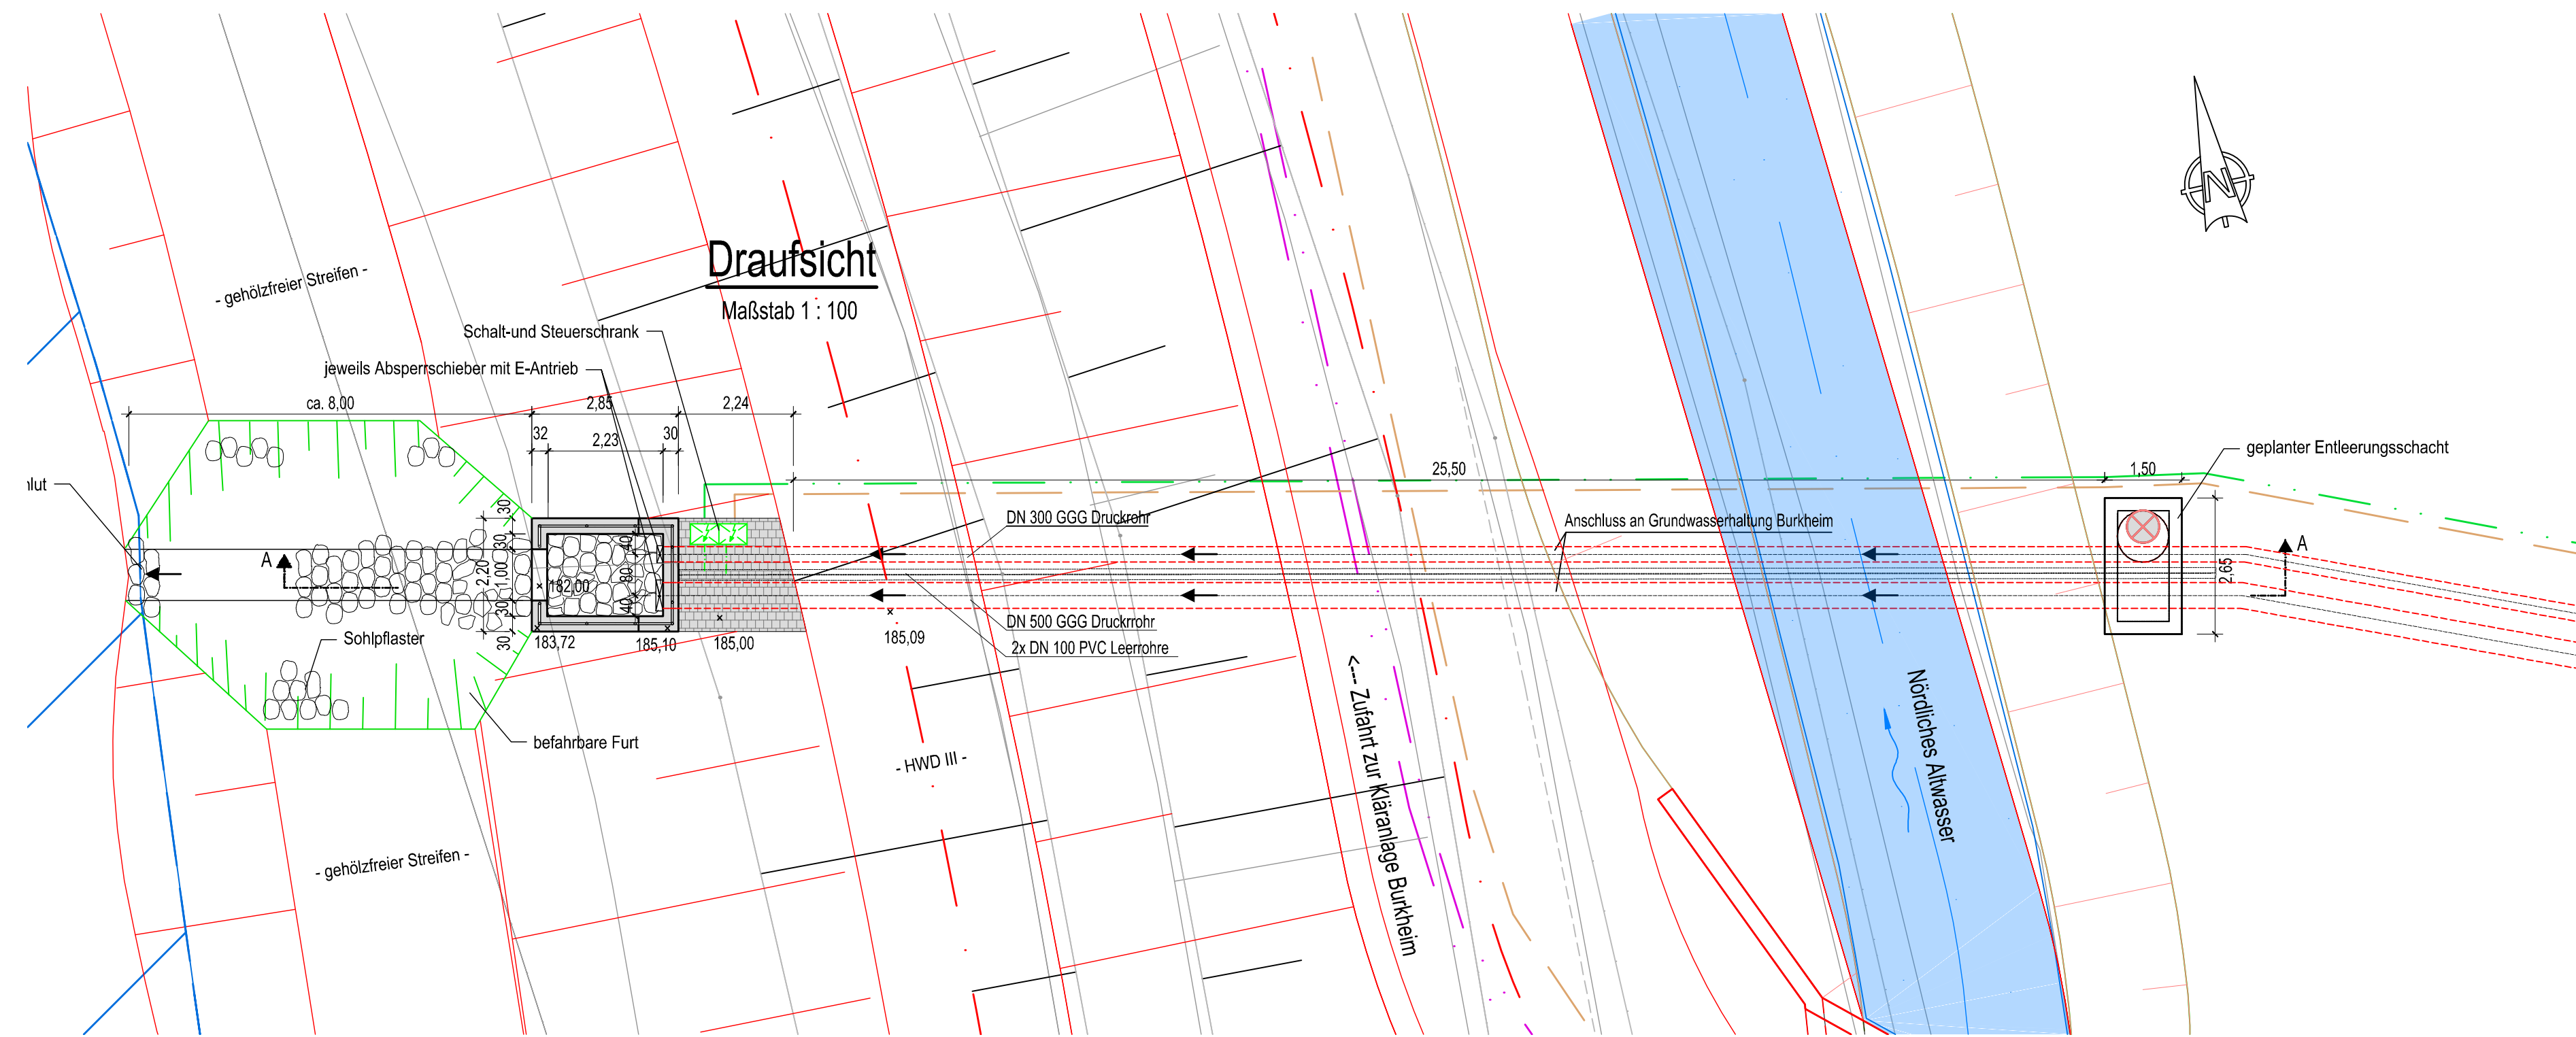 Draufsicht
Maßstab 1 : 100
- gehölzfreier Streifen -
Schalt-und Steuerschrank
jeweils Absperrschieber mit E-Antrieb
ca. 8,00
2,85
2,24
32
2,23
30
25,50
1,50
geplanter Entleerungsschacht
N
30
30
2,20
1,00
30
30
40
80
40
A
182,00
DN 300 GGG Druckrohr
Anschluss an Grundwasserhaltung Burkheim
A
2,65
DN 500 GGG Druckrrohr
2x DN 100 PVC Leerrohre
Sohlpflaster
183,72
185,10
185,00
185,09
befahrbare Furt
- HWD III -
<--- Zufahrt zur Kläranlage Burkheim
Nördliches Altwasser
- gehölzfreier Streifen -